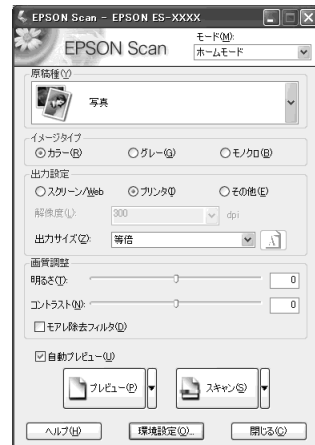 EPSON Scan - EPSON ES-XXXX
EPSON Scan
モード(M):
ホームモード
原稿種(Y)
写真
イメージタイプ
カラー(R) グレー(G) モノクロ(B)
出力設定
スクリーン/Web プリンタ(I) その他(E)
解像度(L): 300 dpi
出力サイズ(Z): 等倍
画質調整
明るさ(T): 0
コントラスト(N): 0
モアレ除去フィルタ(D)
自動プレビュー(U)
プレビュー(P) スキャン(S)
ヘルプ(H) 環境設定(O)... 閉じる(C)